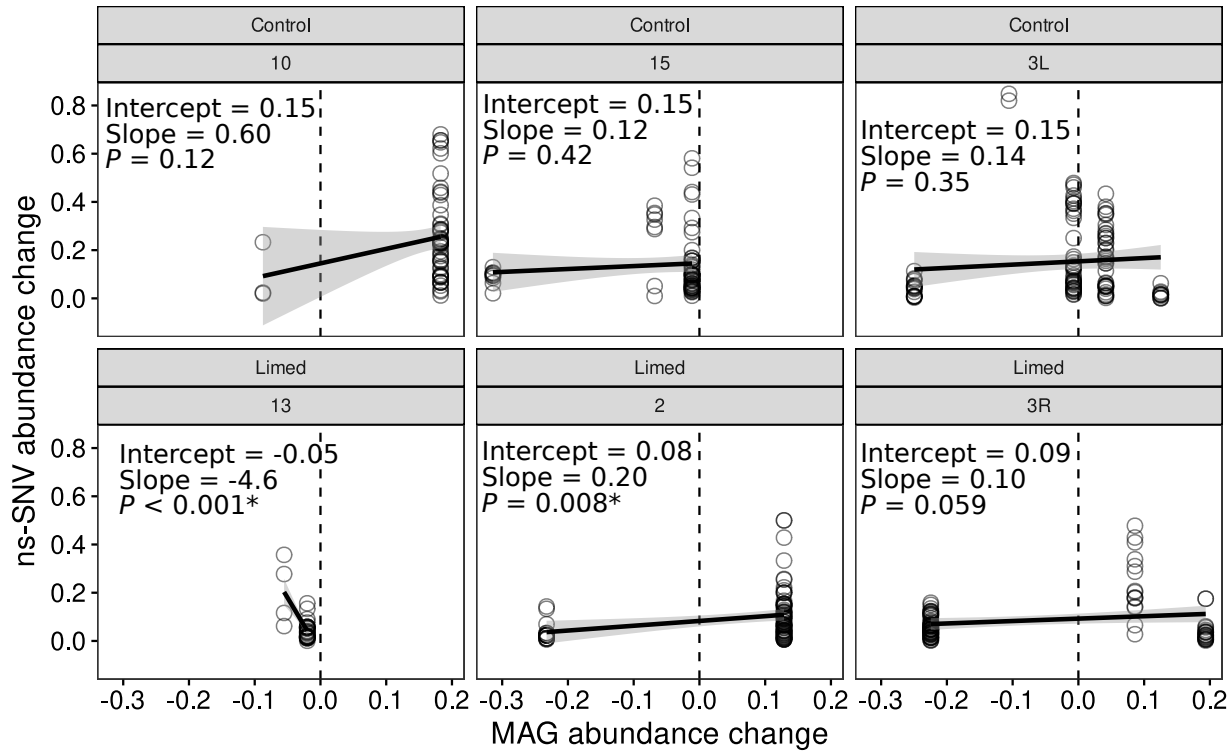 Control
Control
Control
10
15
3L
Intercept = 0.15
Slope = 0.60
P = 0.12
Intercept = 0.15
Slope = 0.12
P = 0.42
Intercept = 0.15
Slope = 0.14
P = 0.35
0.8
0.6
0.4
0.2
0.0
Limed
Limed
Limed
13
2
3R
Intercept = -0.05
Slope = -4.6
P < 0.001*
Intercept = 0.08
Slope = 0.20
P = 0.008*
Intercept = 0.09
Slope = 0.10
P = 0.059
0.8
0.6
0.4
0.2
0.0
-0.3 -0.2 -0.1 0.0 0.1 0.2
-0.3 -0.2 -0.1 0.0 0.1 0.2
-0.3 -0.2 -0.1 0.0 0.1 0.2
MAG abundance change
ns-SNV abundance change